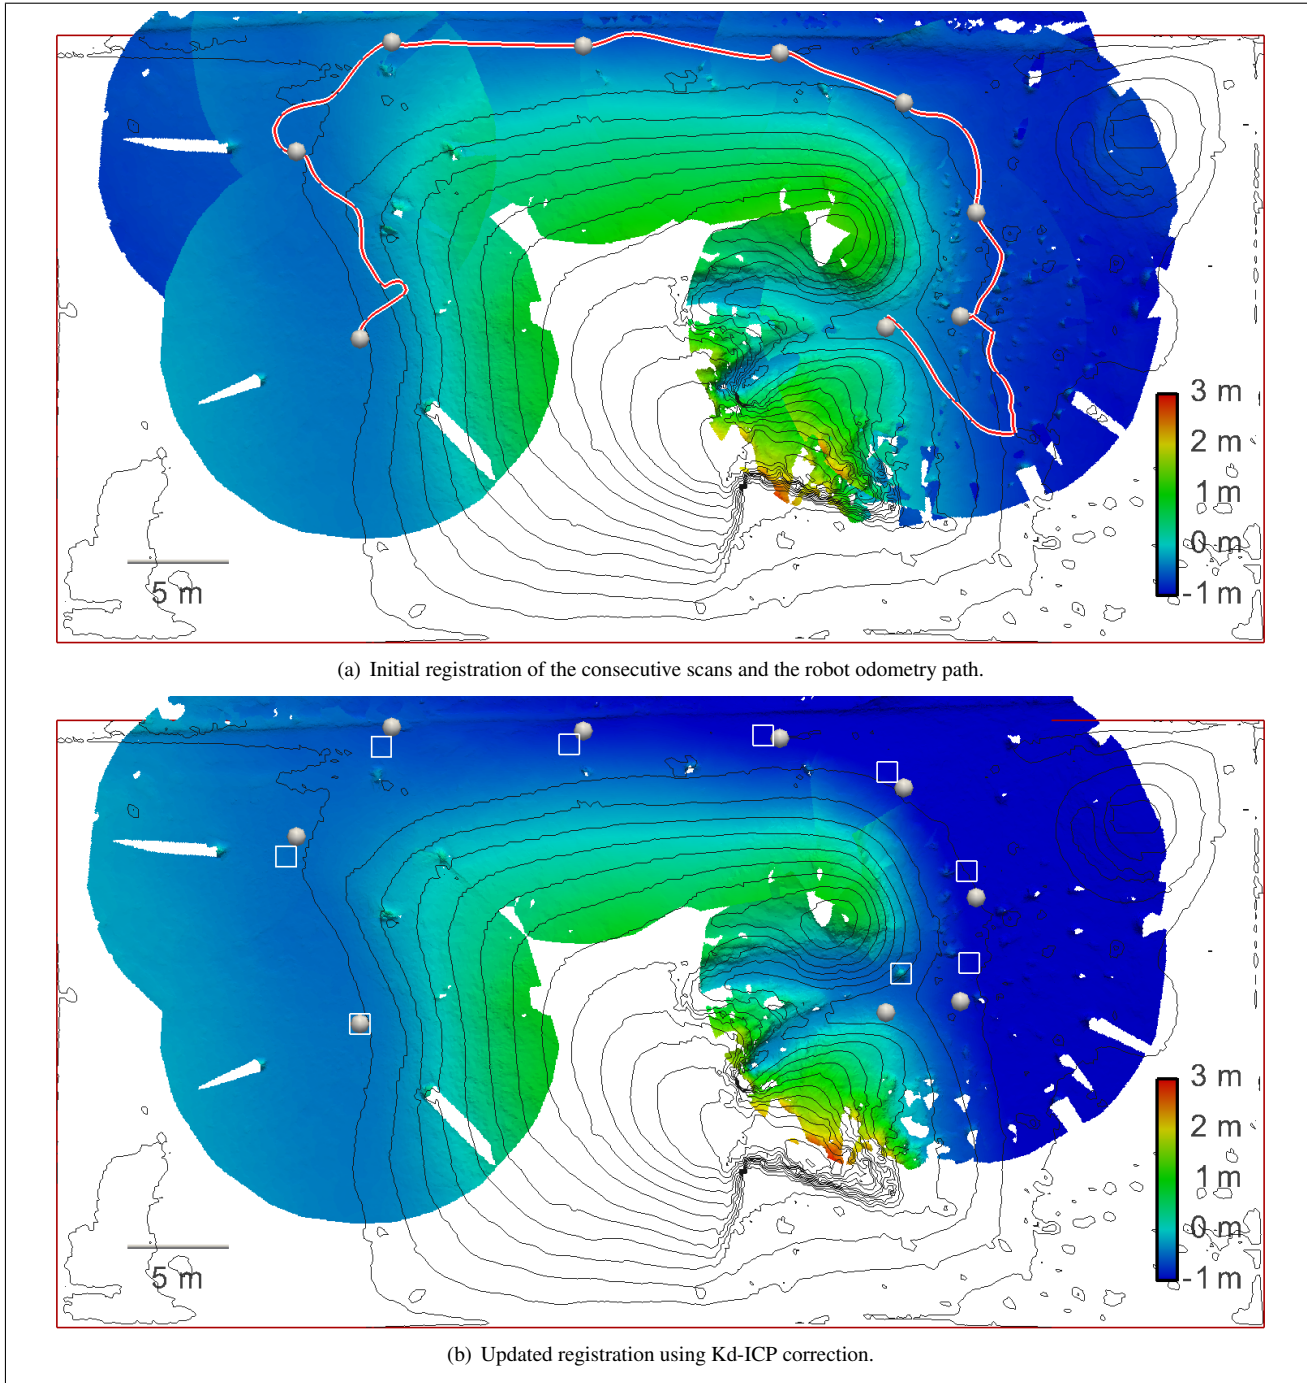 3 m
2 m
1 m
0 m
-1 m
5 m
(a) Initial registration of the consecutive scans and the robot odometry path.
3 m
2 m
1 m
0 m
-1 m
5 m
(b) Updated registration using Kd-ICP correction.